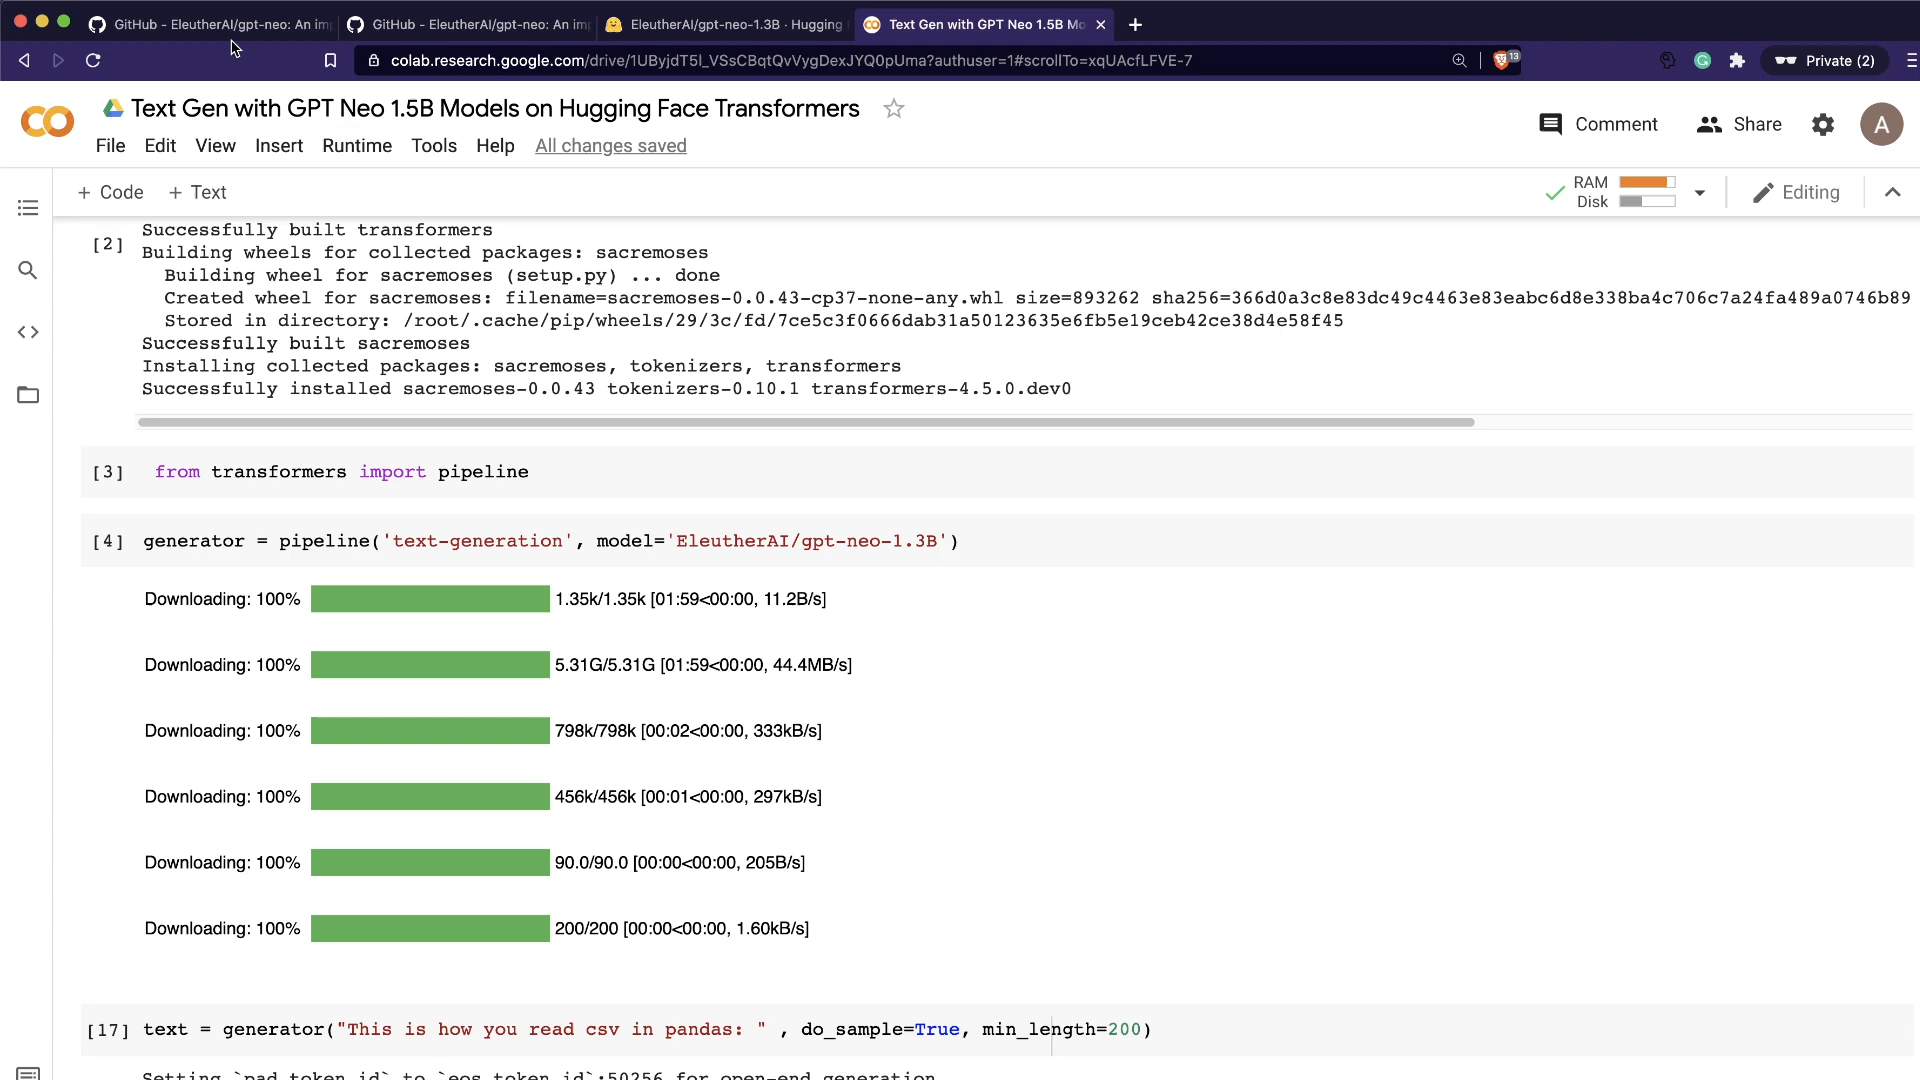 GitHub - EleutherAI/gpt-neo: An im
GitHub - EleutherAI/gpt-neo: An im
EleutherAI/gpt-neo-1.3B · Hugging
Text Gen with GPT Neo 1.5B Mo
colab.research.google.com/drive/1UByjdT5l_VSsCBqtQvVygDexJYQ0pUma?authuser=1#scrollTo=xqUAcfLFVE-7
13
Private (2)
Text Gen with GPT Neo 1.5B Models on Hugging Face Transformers
Comment
Share
A
File Edit View Insert Runtime Tools Help All changes saved
+ Code + Text
RAM
Disk
Editing
Successfully built transformers
[2]
Building wheels for collected packages: sacremoses
Building wheel for sacremoses (setup.py) ... done
Created wheel for sacremoses: filename=sacremoses-0.0.43-cp37-none-any.whl size=893262 sha256=366d0a3c8e83dc49c4463e83eabc6d8e338ba4c706c7a24fa489a0746b89
Stored in directory: /root/.cache/pip/wheels/29/3c/fd/7ce5c3f0666dab31a50123635e6fb5e19ceb42ce38d4e58f45
Successfully built sacremoses
Installing collected packages: sacremoses, tokenizers, transformers
Successfully installed sacremoses-0.0.43 tokenizers-0.10.1 transformers-4.5.0.dev0
[3] from transformers import pipeline
[4] generator = pipeline('text-generation', model='EleutherAI/gpt-neo-1.3B')
Downloading: 100% 1.35k/1.35k [01:59<00:00, 11.2B/s]
Downloading: 100% 5.31G/5.31G [01:59<00:00, 44.4MB/s]
Downloading: 100% 798k/798k [00:02<00:00, 333kB/s]
Downloading: 100% 456k/456k [00:01<00:00, 297kB/s]
Downloading: 100% 90.0/90.0 [00:00<00:00, 205B/s]
Downloading: 100% 200/200 [00:00<00:00, 1.60kB/s]
[17] text = generator("This is how you read csv in pandas: " , do_sample=True, min_length=200)
Setting `pad_token_id` to `eos_token_id`:50256 for open-end generation.